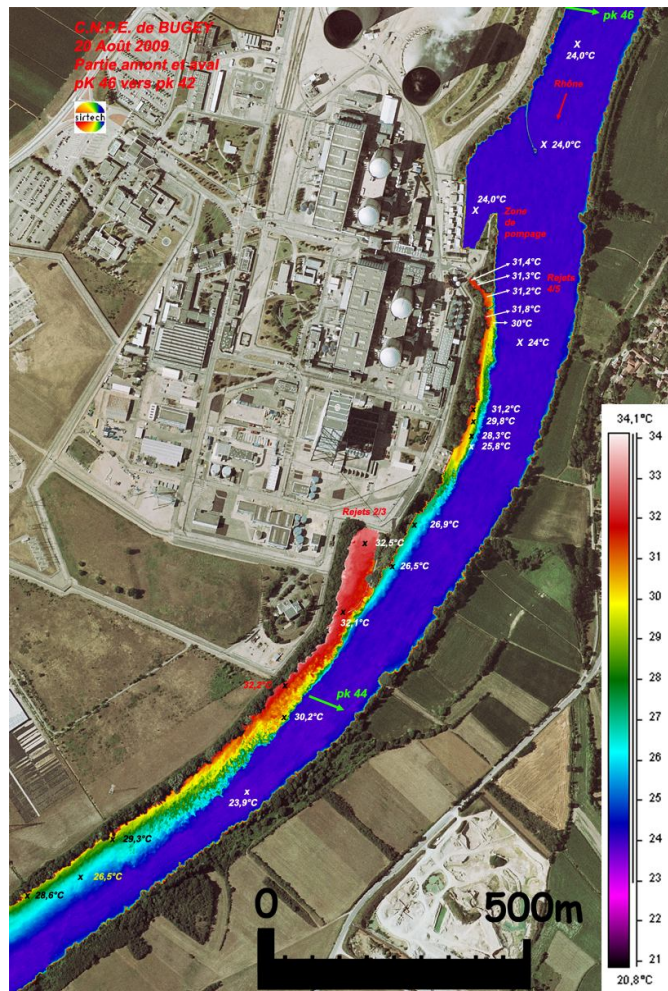 C.N.P.E. de BUGEY
20 Août 2009
Partie amont et aval
pK 46 vers pk 42
sirtech
pk 46
X
24,0°C
Rhône
X 24,0°C
24,0°C
X
Zone
de
pompage
31,4°C
31,3°C
Rejets
4/5
31,2°C
31,8°C
30°C
X 24°C
31,2°C
29,8°C
28,3°C
25,8°C
Rejets 2/3
x 26,9°C
x 32,5°C
x 26,5°C
x
32,1°C
32,2°C
pk 44
x 30,2°C
x
23,9°C
x 29,3°C
x 26,5°C
x 28,6°C
0 500m
34,1°C
34
33
32
31
30
29
28
27
26
25
24
23
22
21
20,8°C